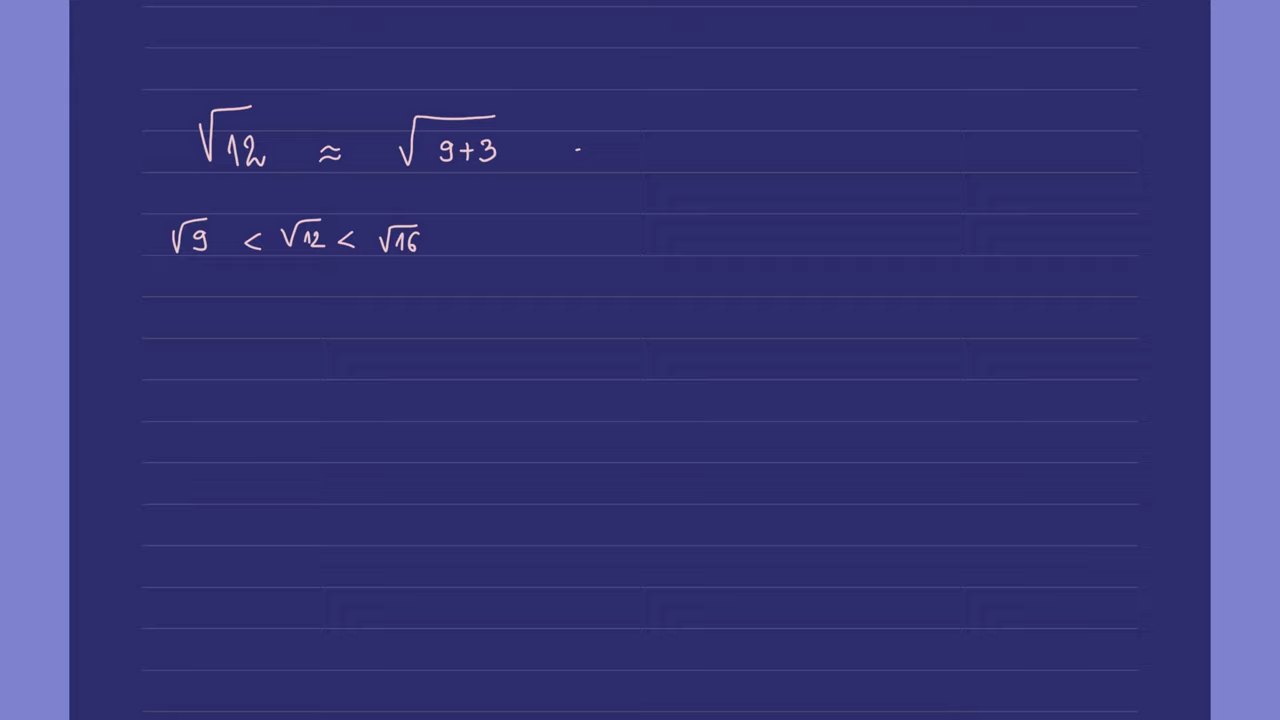 √12 ≈ √9+3 ·
√9 < √12 < √16